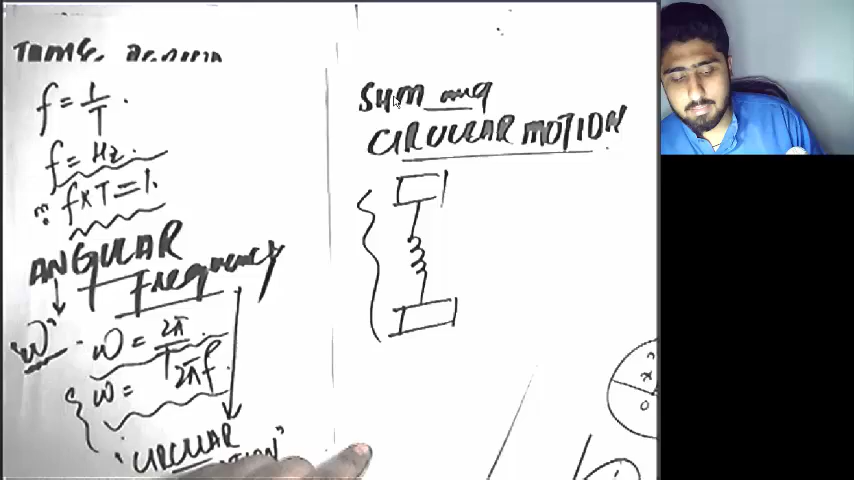 f = 1/T .
f = Hz .
∵ f×T = 1 .
ANGULAR
Frequency
"ω" . ω = 2π/T .
ω = 2πf
"CIRCULAR
SHM and
CIRCULAR MOTION